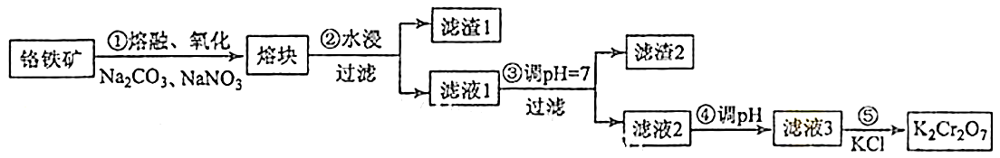 铬铁矿
①熔融、氧化
Na₂CO₃、NaNO₃
熔块
②水浸
过滤
滤渣1
滤液1
③调pH=7
过滤
滤渣2
滤液2
④调pH
滤液3
⑤
KCl
K₂Cr₂O₇